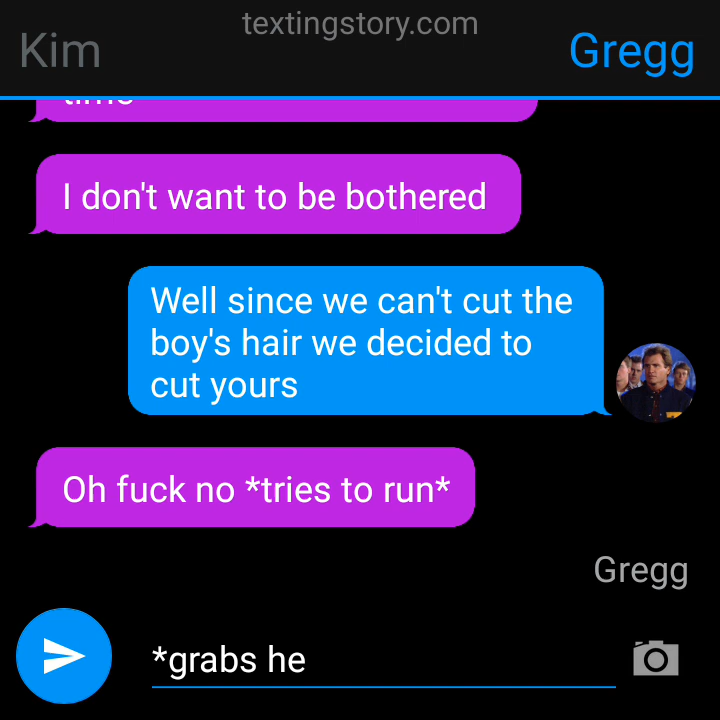 textingstory.com
Kim
Gregg
I don't want to be bothered
Well since we can't cut the
boy's hair we decided to
cut yours
Oh fuck no *tries to run*
Gregg
*grabs he